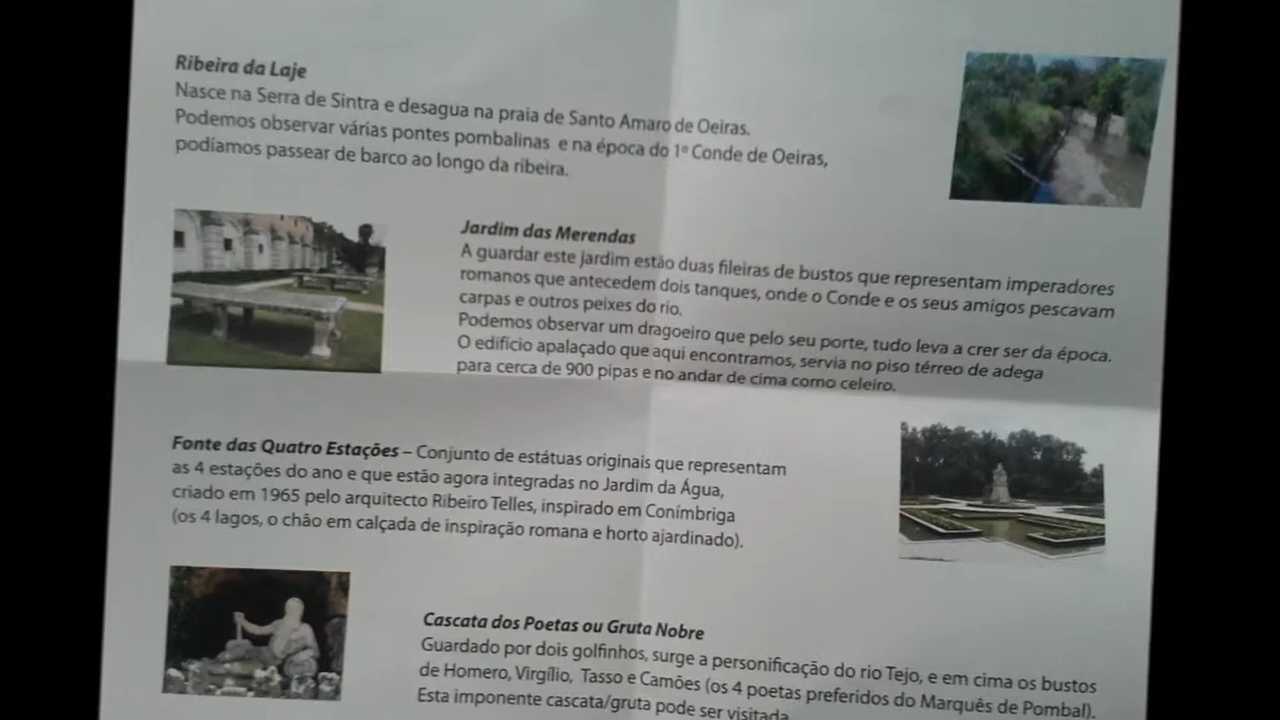 Ribeira da Laje
Nasce na Serra de Sintra e desagua na praia de Santo Amaro de Oeiras.
Podemos observar várias pontes pombalinas e na época do 1º Conde de Oeiras,
podíamos passear de barco ao longo da ribeira.
Jardim das Merendas
A guardar este jardim estão duas fileiras de bustos que representam imperadores
romanos que antecedem dois tanques, onde o Conde e os seus amigos pescavam
carpas e outros peixes do rio.
Podemos observar um dragoeiro que pelo seu porte, tudo leva a crer ser da época.
O edificio apalaçado que aqui encontramos, servia no piso térreo de adega
para cerca de 900 pipas e no andar de cima como celeiro.
Fonte das Quatro Estações – Conjunto de estátuas originais que representam
as 4 estações do ano e que estão agora integradas no Jardim da Água,
criado em 1965 pelo arquitecto Ribeiro Telles, inspirado em Conímbriga
(os 4 lagos, o chão em calçada de inspiração romana e horto ajardinado).
Cascata dos Poetas ou Gruta Nobre
Guardado por dois golfinhos, surge a personificação do rio Tejo, e em cima os bustos
de Homero, Virgílio, Tasso e Camões (os 4 poetas preferidos do Marquês de Pombal).
Esta imponente cascata/gruta pode ser visitada